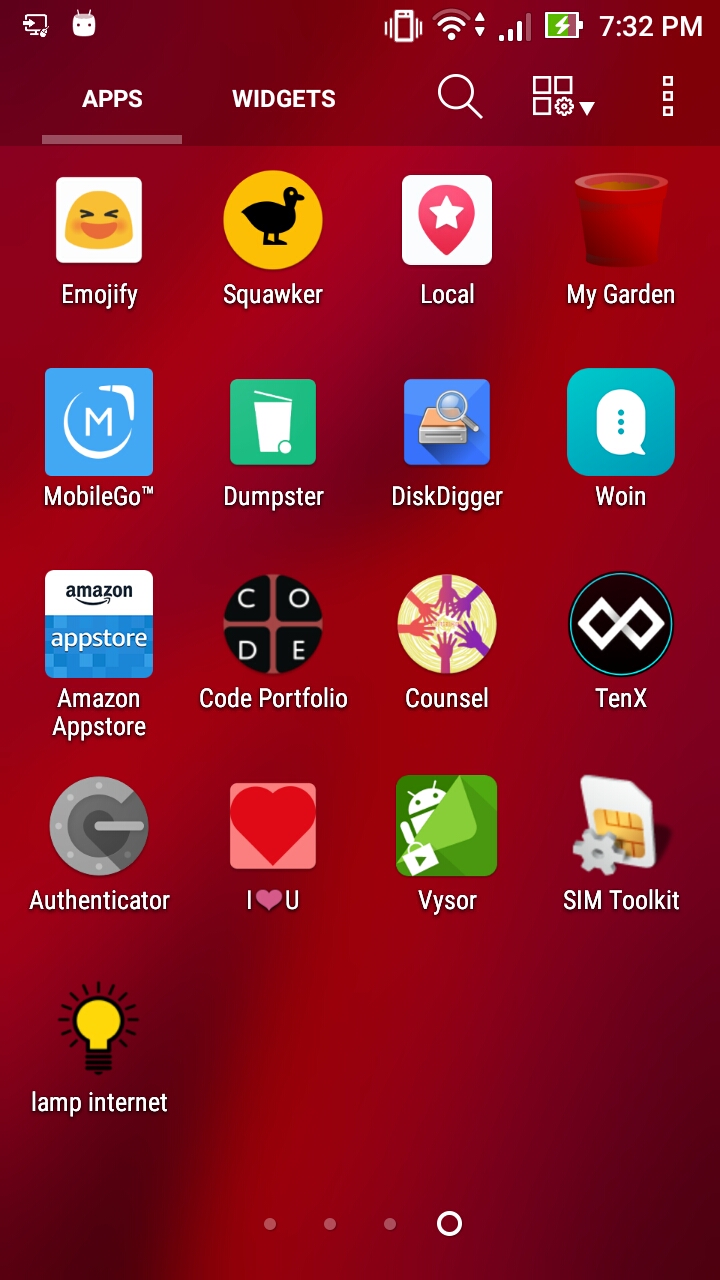 7:32 PM
APPS WIDGETS
Emojify Squawker Local My Garden
M
MobileGo™ Dumpster DiskDigger Woin
amazon
appstore
C O
D E
Amazon
Appstore
Code Portfolio Counsel TenX
Authenticator I❤U Vysor SIM Toolkit
lamp internet